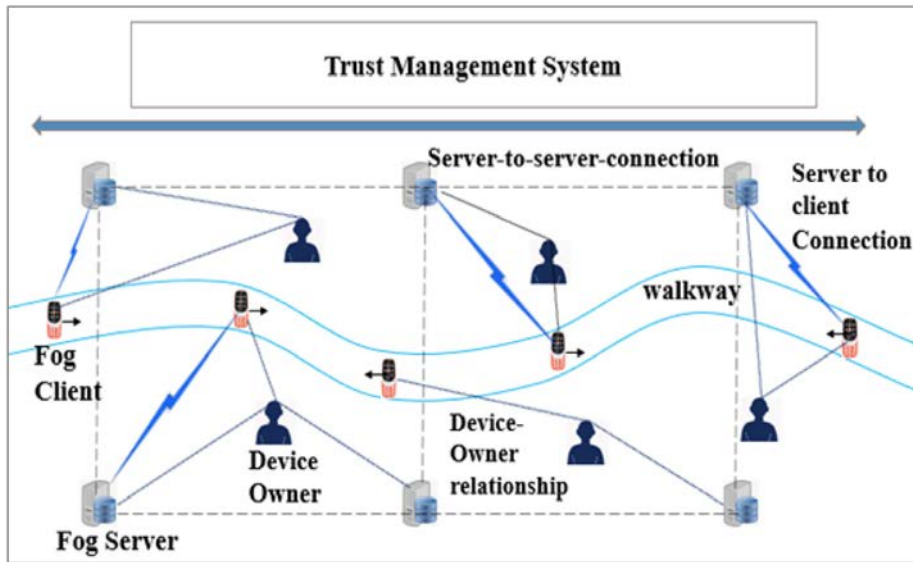 Trust Management System
Server-to-server-connection
Server to
client
Connection
walkway
Fog
Client
Device
Owner
Device-
Owner
relationship
Fog Server